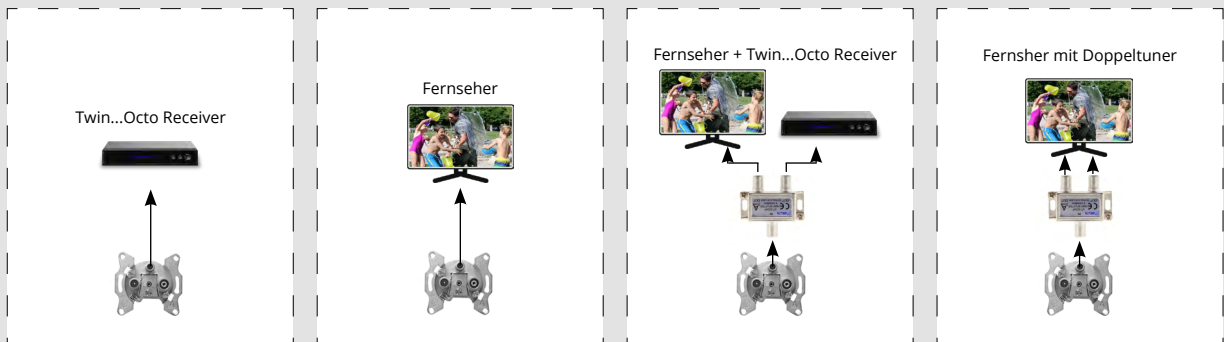 Twin...Octo Receiver
Fernseher
Fernseher + Twin...Octo Receiver
Fernsher mit Doppeltuner